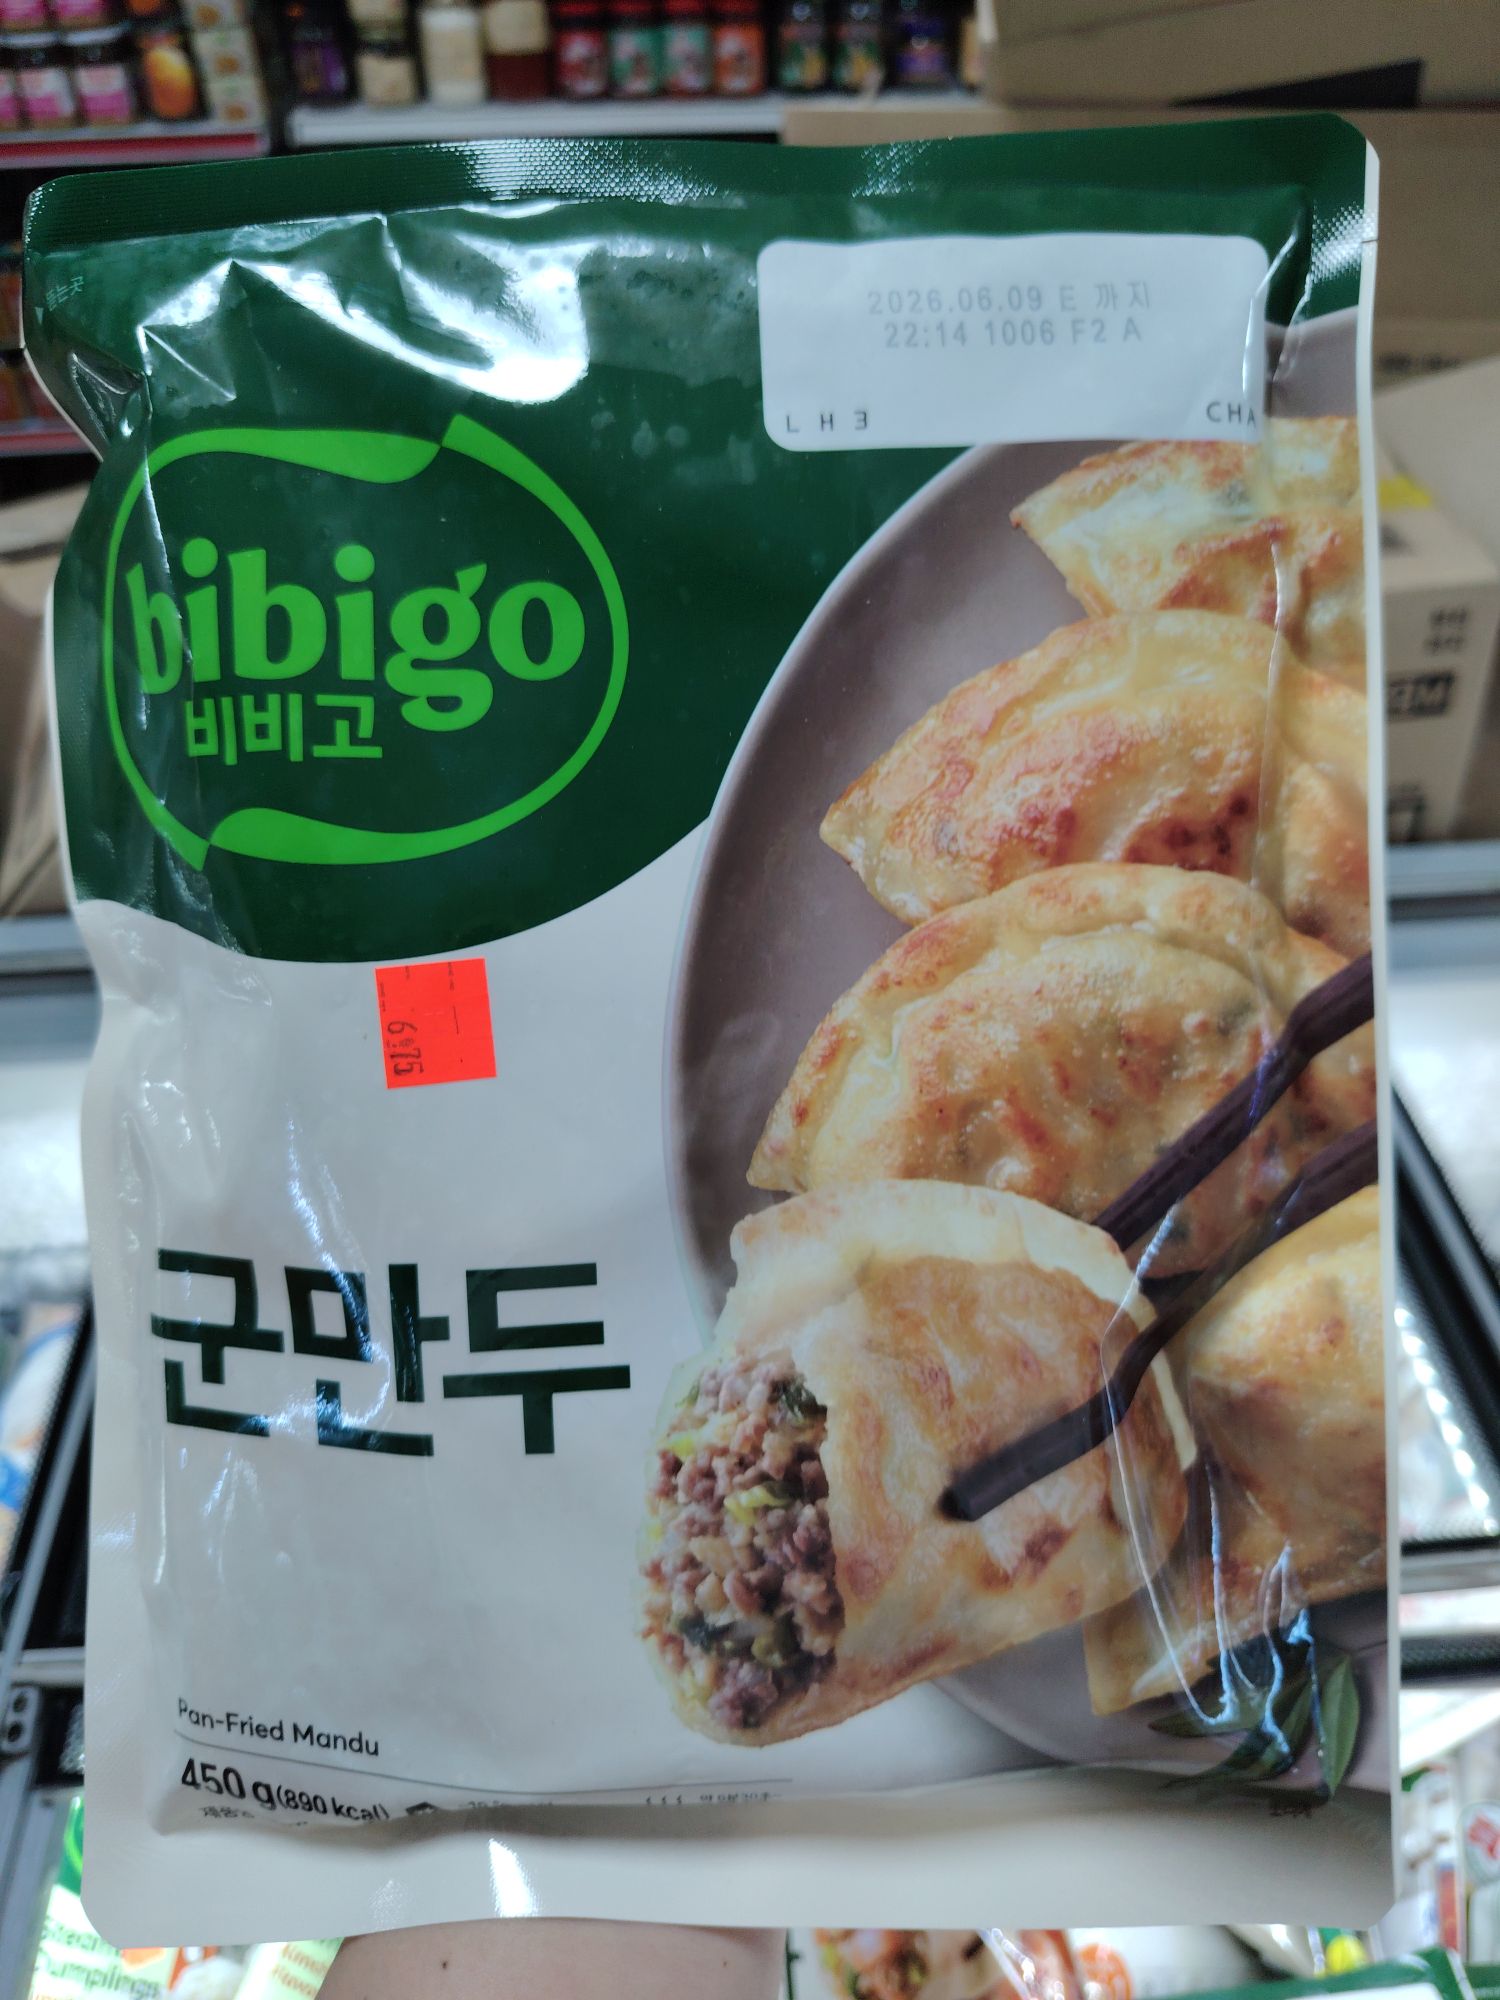 2026.06.09 E 까지
22:14 1006 F2 A
L H 3
CHA
bibigo
비비고
6.75
군만두
Pan-Fried Mandu
450 g(890 kcal)